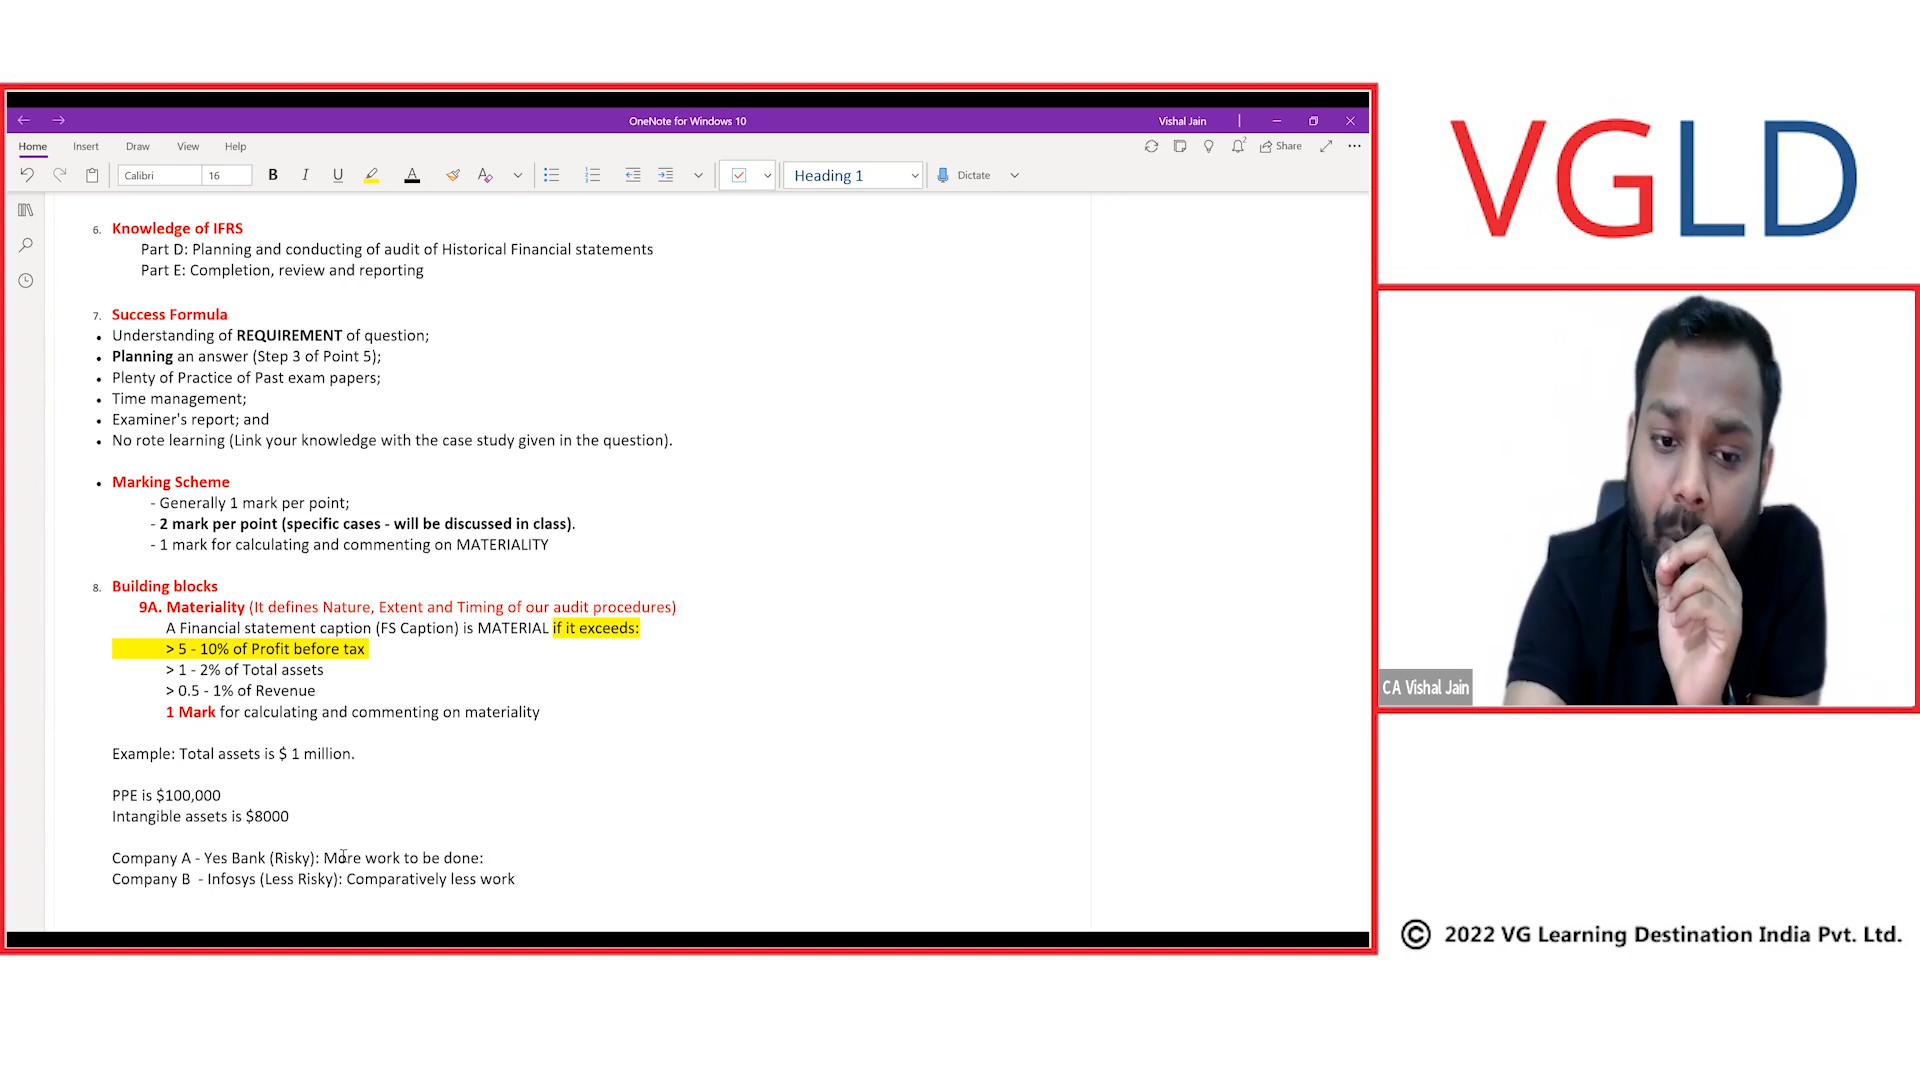 OneNote for Windows 10
Vishal Jain
Home
Insert
Draw
View
Help
Share
Calibri
16
B
I
U
A
Heading 1
Dictate
6. Knowledge of IFRS
Part D: Planning and conducting of audit of Historical Financial statements
Part E: Completion, review and reporting
7. Success Formula
• Understanding of REQUIREMENT of question;
• Planning an answer (Step 3 of Point 5);
• Plenty of Practice of Past exam papers;
• Time management;
• Examiner's report; and
• No rote learning (Link your knowledge with the case study given in the question).
• Marking Scheme
- Generally 1 mark per point;
- 2 mark per point (specific cases - will be discussed in class).
- 1 mark for calculating and commenting on MATERIALITY
8. Building blocks
9A. Materiality (It defines Nature, Extent and Timing of our audit procedures)
A Financial statement caption (FS Caption) is MATERIAL if it exceeds:
> 5 - 10% of Profit before tax
> 1 - 2% of Total assets
> 0.5 - 1% of Revenue
1 Mark for calculating and commenting on materiality
Example: Total assets is $ 1 million.
PPE is $100,000
Intangible assets is $8000
Company A - Yes Bank (Risky): More work to be done:
Company B - Infosys (Less Risky): Comparatively less work
VGLD
CA Vishal Jain
© 2022 VG Learning Destination India Pvt. Ltd.